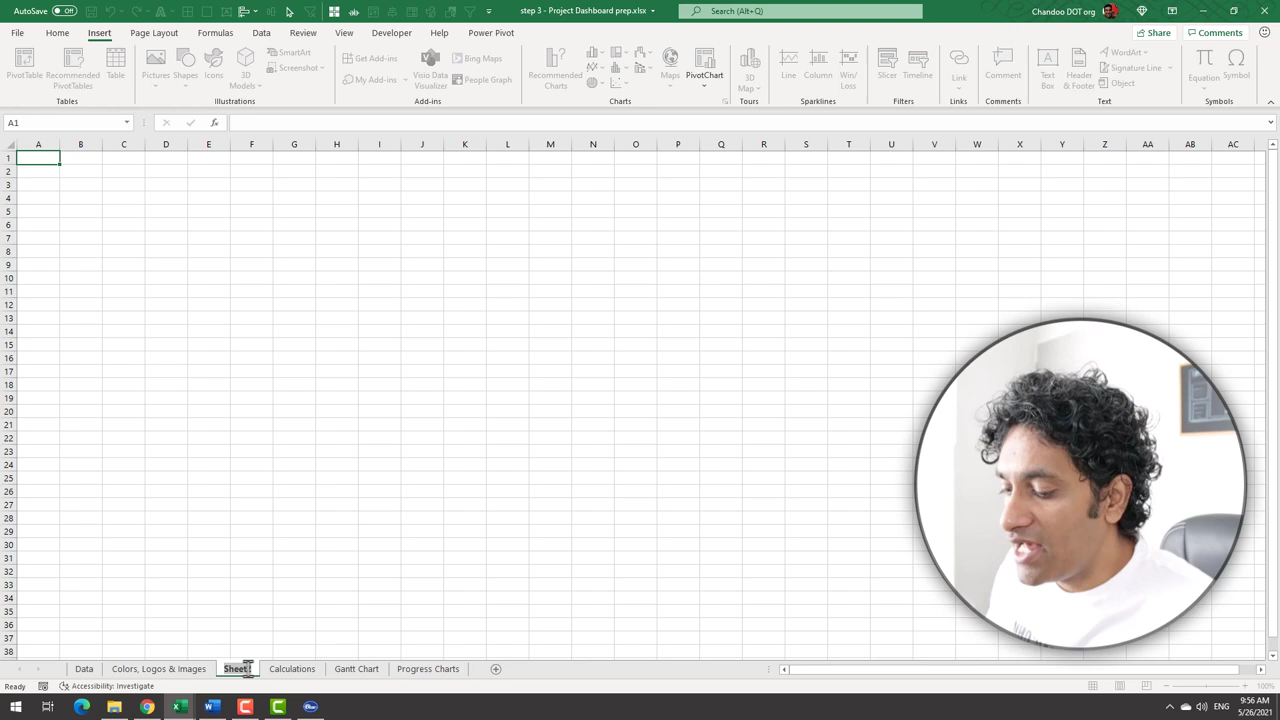 AutoSave Off
step 3 - Project Dashboard prep.xlsx
Search (Alt+Q)
Chandoo DOT org
File Home Insert Page Layout Formulas Data Review View Developer Help Power Pivot
Share Comments
PivotTable Recommended PivotTables Table
Pictures Shapes Icons 3D Models SmartArt Screenshot
Get Add-ins My Add-ins Visio Data Visualizer Bing Maps People Graph
Recommended Charts Maps PivotChart
3D Map
Line Column Win/Loss
Slicer Timeline
Link
Comment
Text Box Header & Footer WordArt Signature Line Object
Equation Symbol
Tables Illustrations Add-ins Charts Tours Sparklines Filters Links Comments Text Symbols
A1
fx
A B C D E F G H I J K L M N O P Q R S T U V W X Y Z AA AB AC
1
2
3
4
5
6
7
8
9
10
11
12
13
14
15
16
17
18
19
20
21
22
23
24
25
26
27
28
29
30
31
32
33
34
35
36
37
38
Data Colors, Logos & Images Sheet Calculations Gantt Chart Progress Charts
Ready Accessibility: Investigate 100%
9:56 AM
ENG
5/26/2021